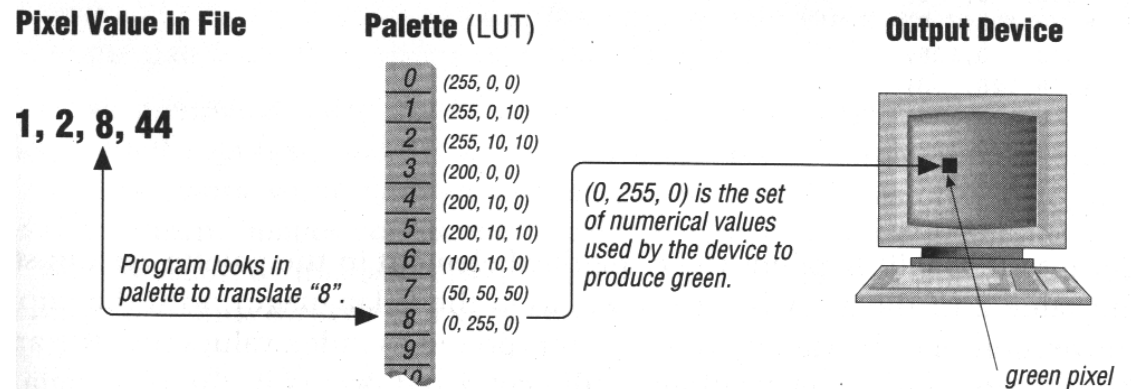 Pixel Value in File
Palette (LUT)
Output Device
1, 2, 8, 44
0 (255, 0, 0)
1 (255, 0, 10)
2 (255, 10, 10)
3 (200, 0, 0)
4 (200, 10, 0)
5 (200, 10, 10)
6 (100, 10, 0)
7 (50, 50, 50)
8 (0, 255, 0)
9
10
Program looks in
palette to translate “8”.
(0, 255, 0) is the set
of numerical values
used by the device to
produce green.
green pixel